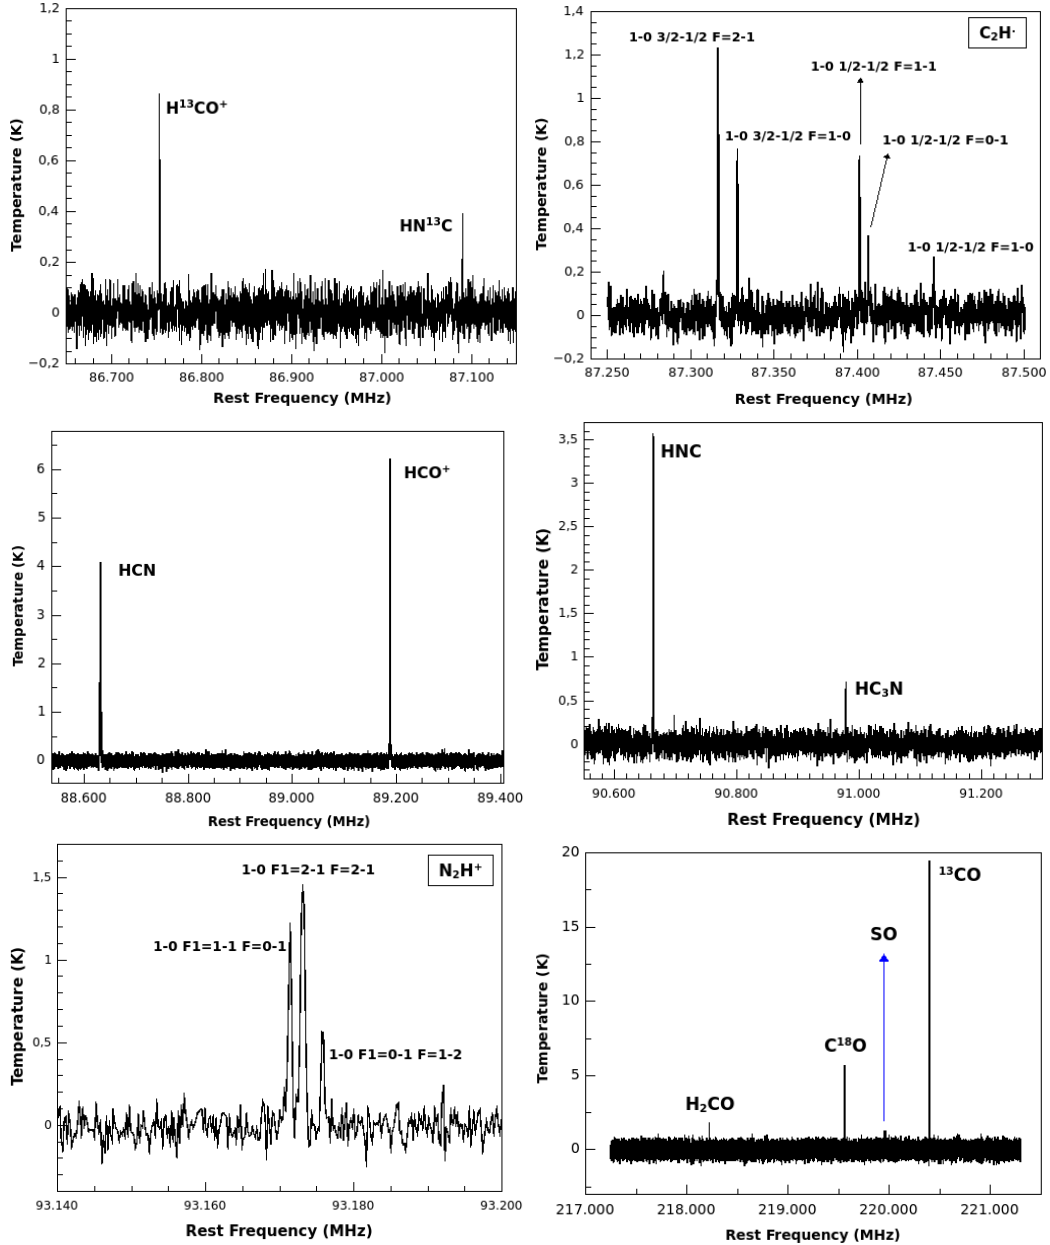 1,2
1
0,8
0,6
0,4
0,2
0
−0,2
Temperature (K)
H¹³CO⁺
HN¹³C
86.700 86.800 86.900 87.000 87.100
Rest Frequency (MHz)
1,4
1,2
1
0,8
0,6
0,4
0,2
0
−0,2
Temperature (K)
C₂H·
1-0 3/2-1/2 F=2-1
1-0 1/2-1/2 F=1-1
1-0 3/2-1/2 F=1-0
1-0 1/2-1/2 F=0-1
1-0 1/2-1/2 F=1-0
87.250 87.300 87.350 87.400 87.450 87.500
Rest Frequency (MHz)
6
5
4
3
2
1
0
Temperature (K)
HCO⁺
HCN
88.600 88.800 89.000 89.200 89.400
Rest Frequency (MHz)
3,5
3
2,5
2
1,5
1
0,5
0
Temperature (K)
HNC
HC₃N
90.600 90.800 91.000 91.200
Rest Frequency (MHz)
1,5
1
0,5
0
Temperature (K)
N₂H⁺
1-0 F1=2-1 F=2-1
1-0 F1=1-1 F=0-1
1-0 F1=0-1 F=1-2
93.140 93.160 93.180 93.200
Rest Frequency (MHz)
20
15
10
5
0
Temperature (K)
¹³CO
SO
C¹⁸O
H₂CO
217.000 218.000 219.000 220.000 221.000
Rest Frequency (MHz)